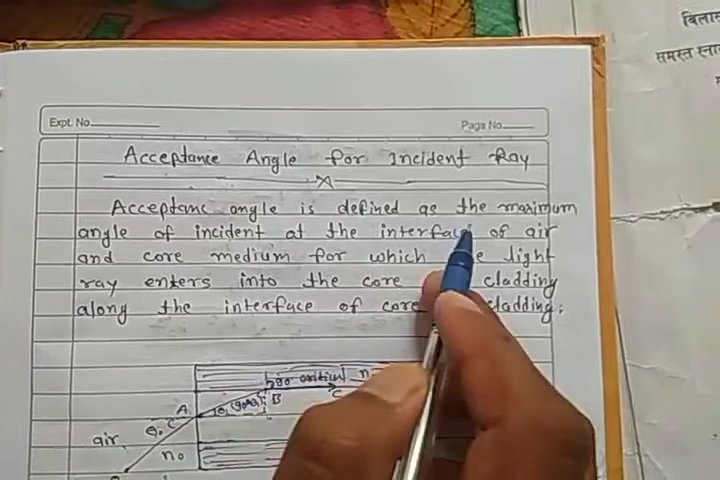 विलास
समस्त
Expt. No.
Page No.
Acceptance Angle for Incident Ray
Acceptanc angle is defined as the maximum
angle of incident at the interface of air
and core medium for which light
ray enters into the core cladding
along the interface of core cladding.
critical
A
B
C
air
n₀